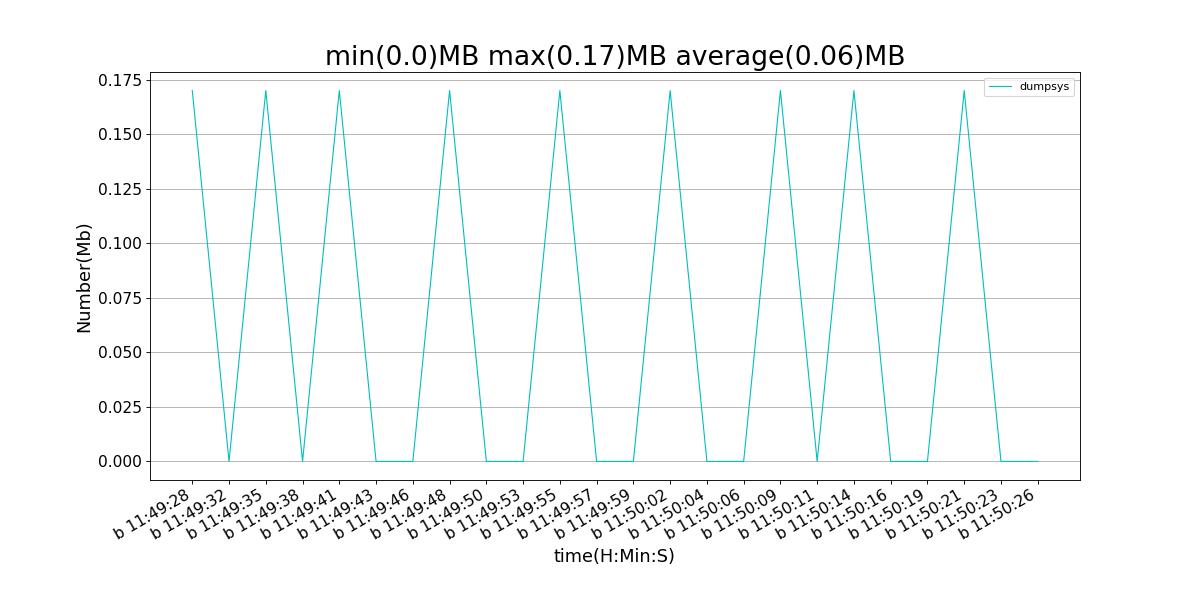 min(0.0)MB max(0.17)MB average(0.06)MB
dumpsys
0.175
0.150
0.125
0.100
0.075
0.050
0.025
0.000
Number(Mb)
b 11:49:28
b 11:49:32
b 11:49:35
b 11:49:38
b 11:49:41
b 11:49:43
b 11:49:46
b 11:49:48
b 11:49:50
b 11:49:53
b 11:49:55
b 11:49:57
b 11:49:59
b 11:50:02
b 11:50:04
b 11:50:06
b 11:50:09
b 11:50:11
b 11:50:14
b 11:50:16
b 11:50:19
b 11:50:21
b 11:50:23
b 11:50:26
time(H:Min:S)